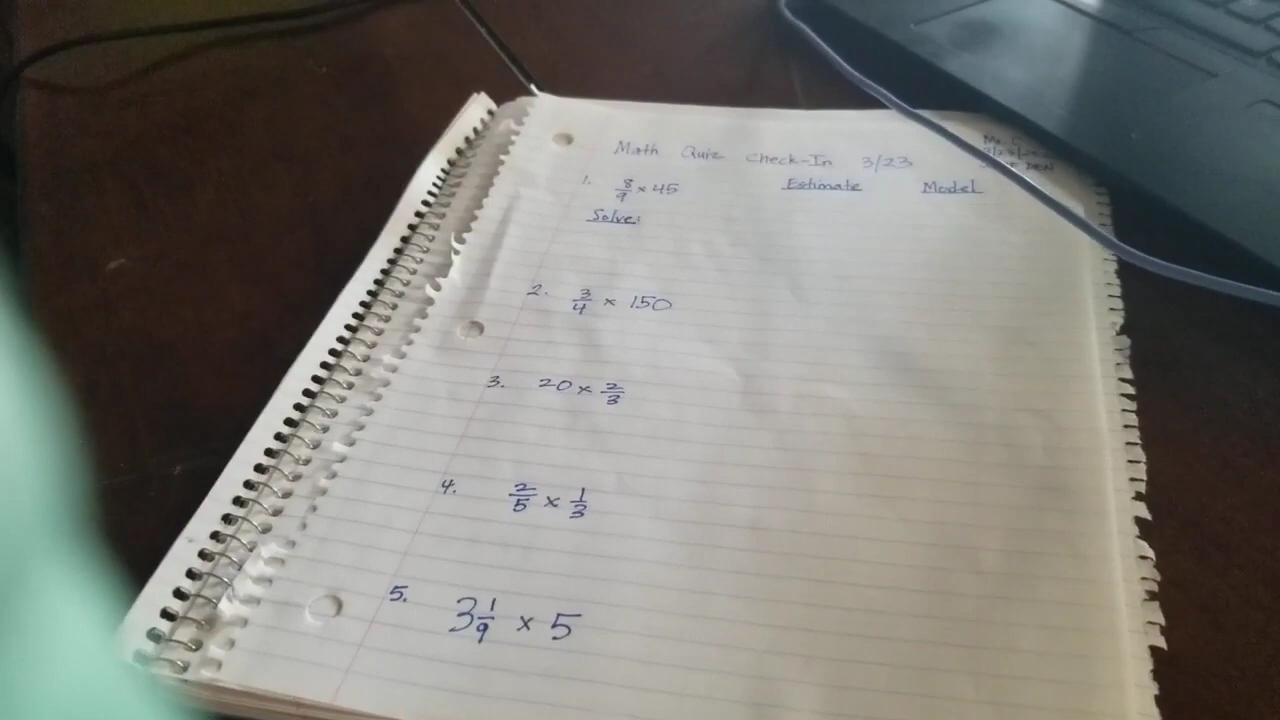 Math Quiz Check-In 3/23
1. 8/9 × 45 Estimate Model
Solve:
2. 3/4 × 150
3. 20 × 2/3
4. 2/5 × 1/3
5. 3 1/9 × 5